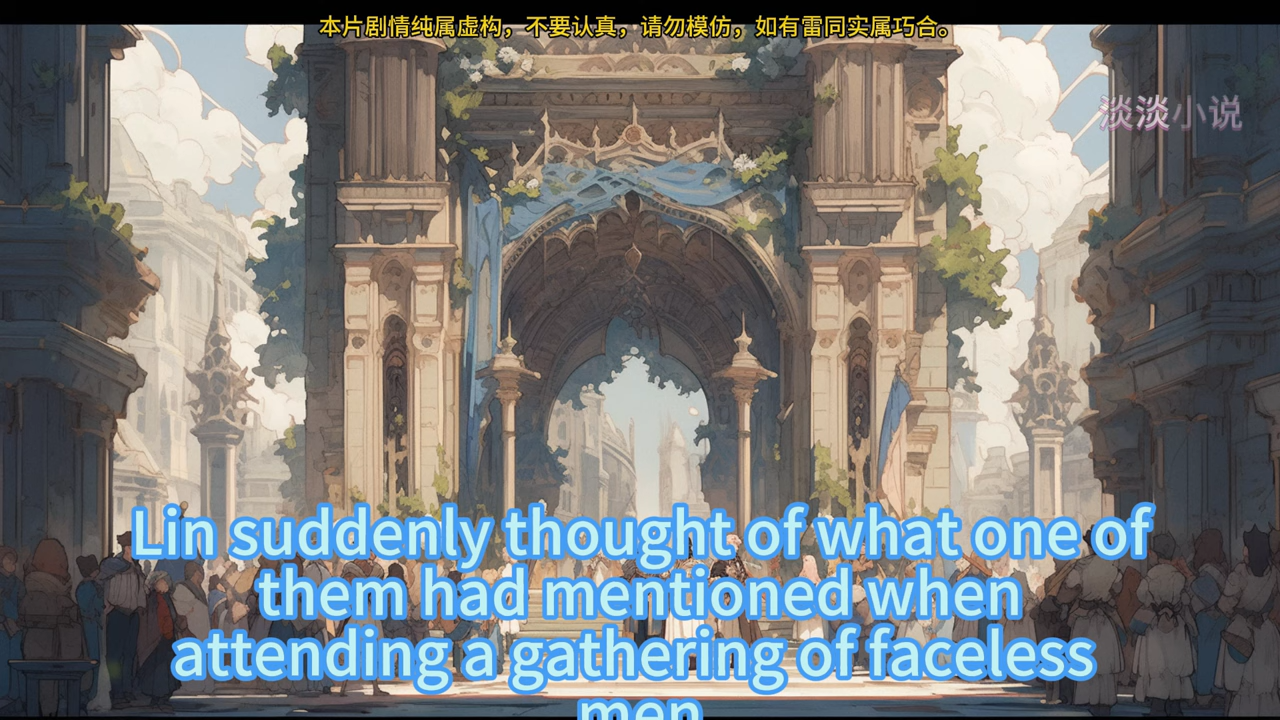 本片剧情纯属虚构，不要认真，请勿模仿，如有雷同实属巧合。
淡淡小说
Lin suddenly thought of what one of
them had mentioned when
attending a gathering of faceless
men